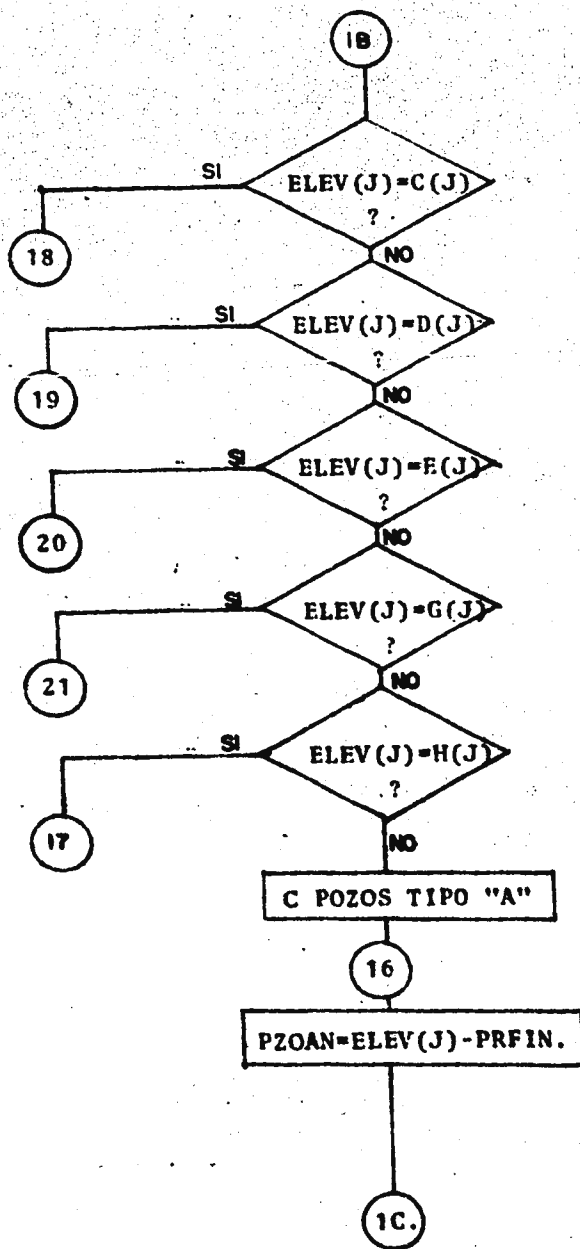 1B
SI
ELEV(J)=C(J)
?
NO
18
SI
ELEV(J)=D(J)
?
NO
19
SI
ELEV(J)=E(J)
?
NO
20
SI
ELEV(J)=G(J)
?
NO
21
SI
ELEV(J)=H(J)
?
NO
17
C POZOS TIPO "A"
16
PZOAN=ELEV(J)-PRFIN.
1C.